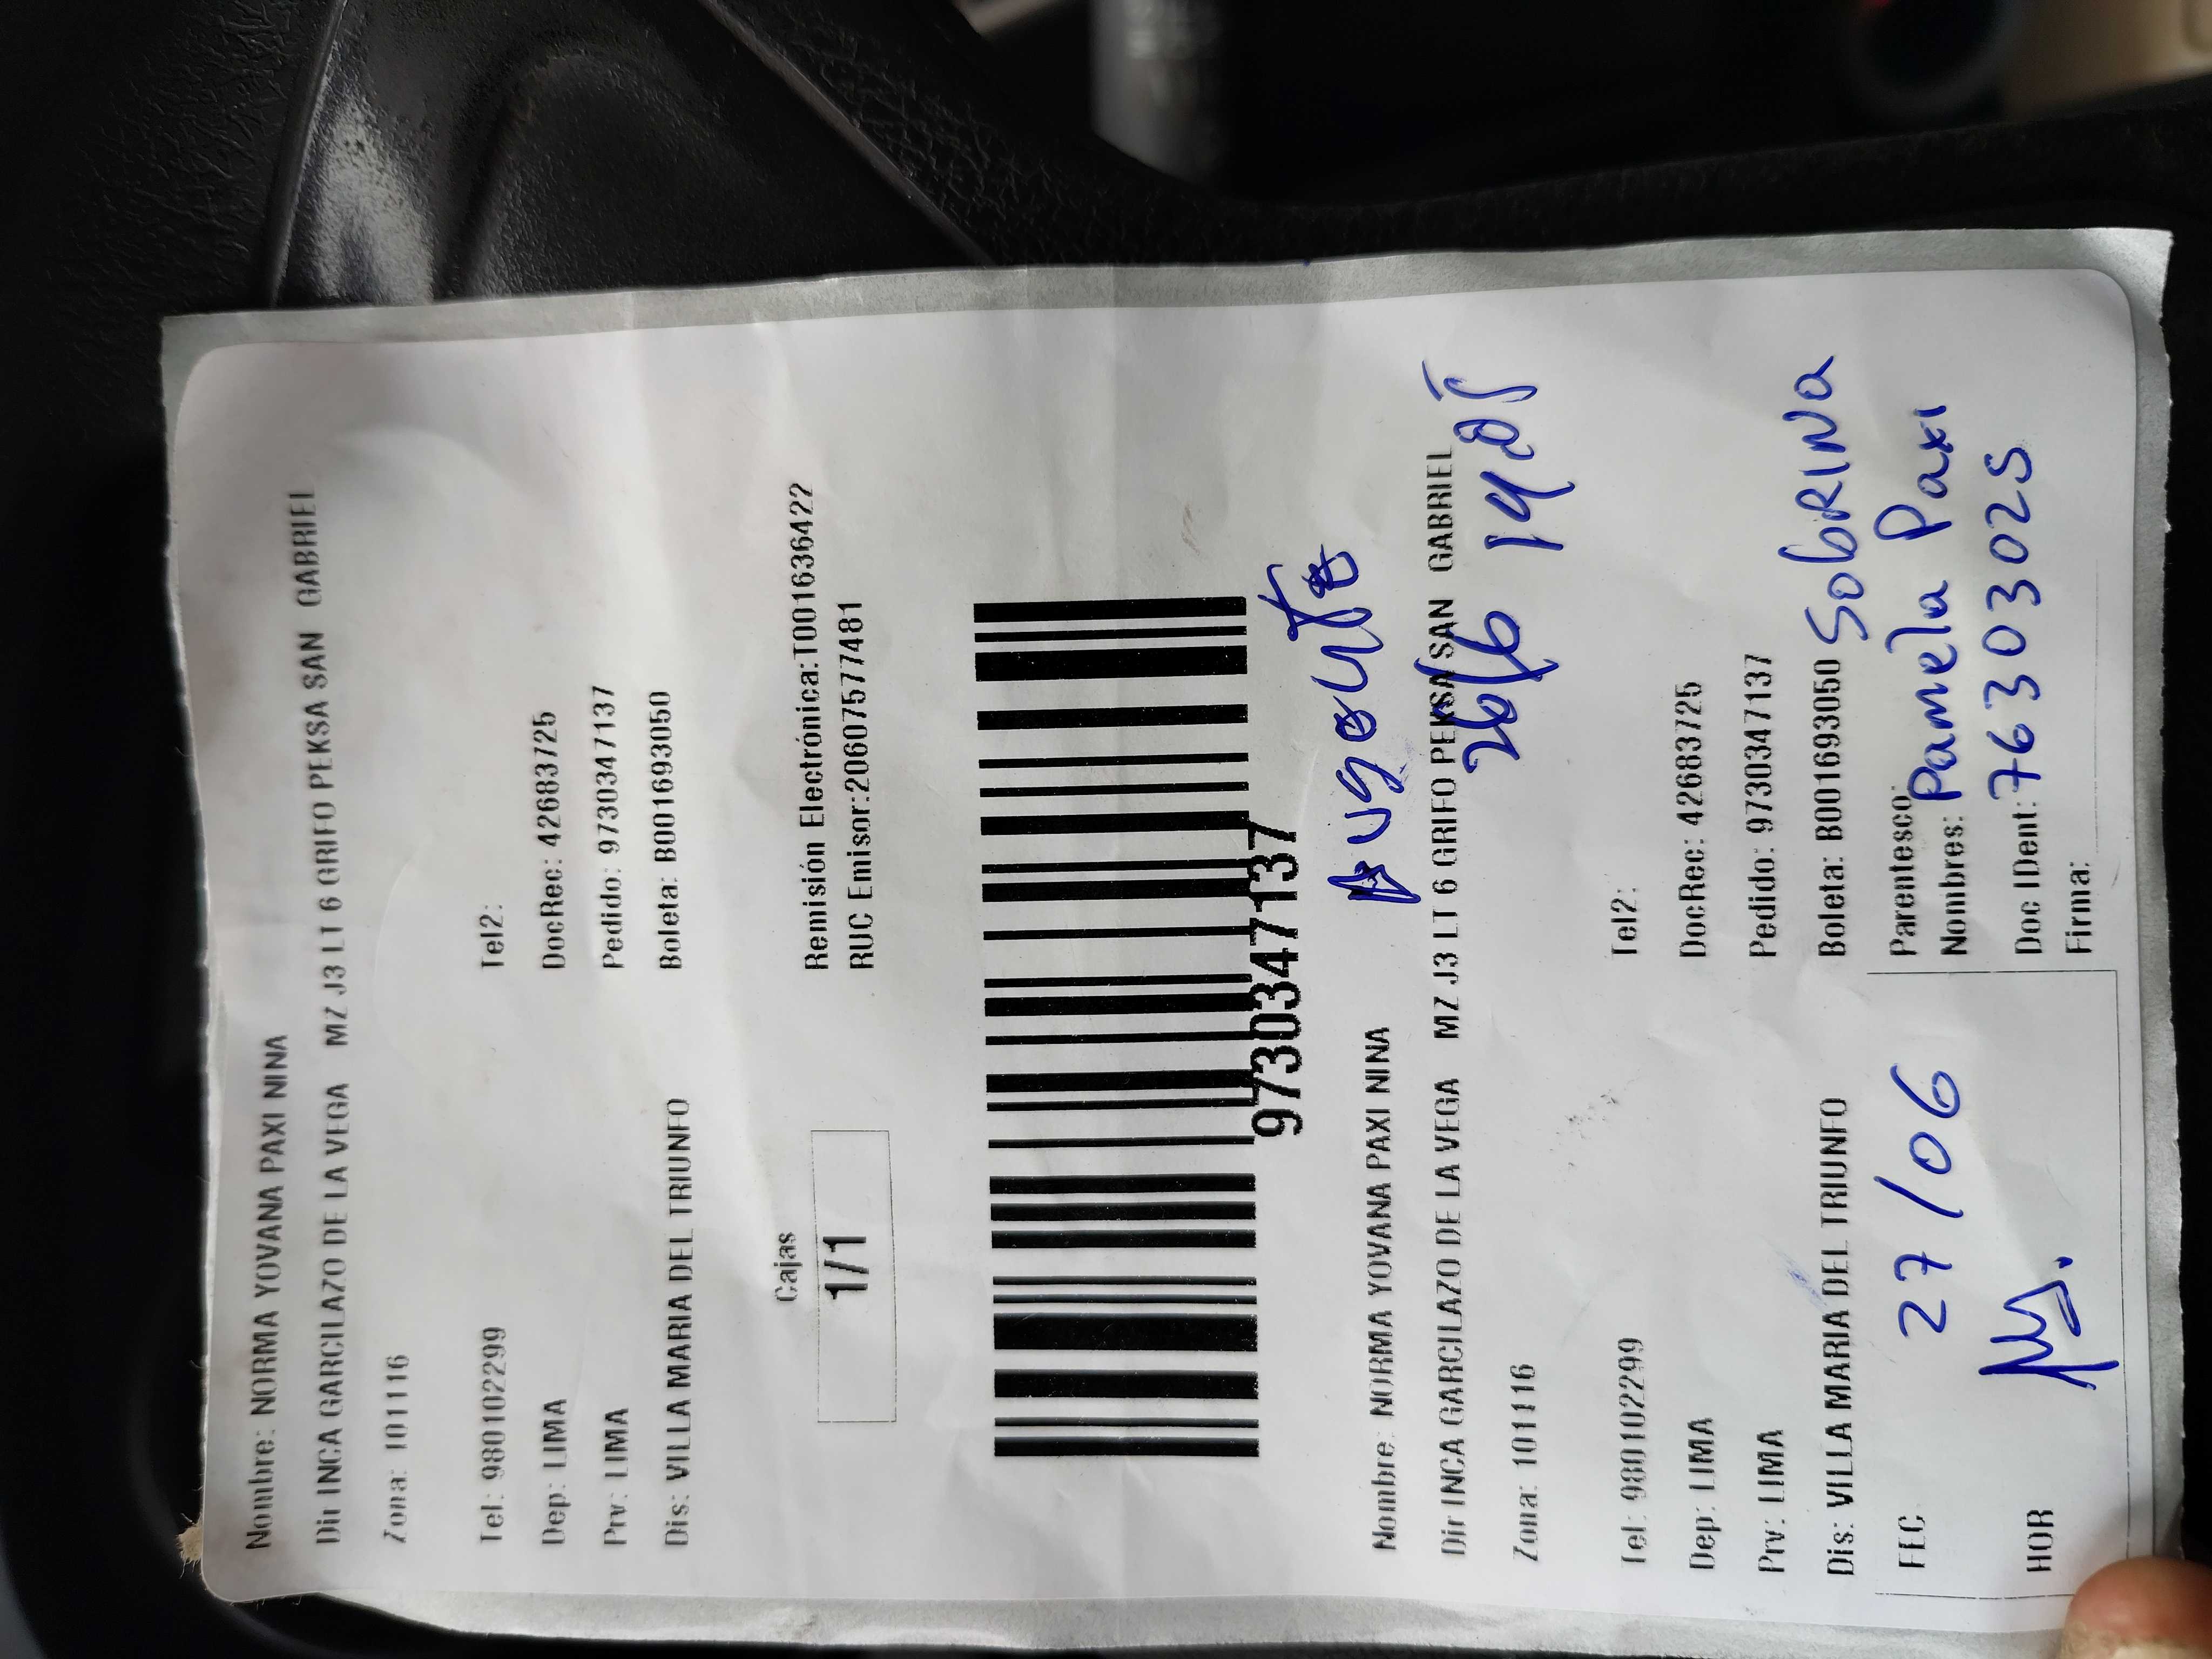 Nombre: NORMA YOVANA PAXI NINA
Dir INCA GARCILAZO DE LA VEGA MZ J3 LT 6 GRIFO PEKSA SAN GABRIEL
Zona: 101116
Tel: 980102299 Tel2:
Dep: LIMA DocRec: 42683725
Prv: LIMA Pedido: 9730347137
Dis: VILLA MARIA DEL TRIUNFO Boleta: B001693050
Cajas
1/1
Remisión Electrónica:T001636422
RUC Emisor:20607577481
9730347137
AUSENTE
Nombre: NORMA YOVANA PAXI NINA
Dir INCA GARCILAZO DE LA VEGA MZ J3 LT 6 GRIFO PEKSA SAN GABRIEL
26/6
Zona: 101116
Tel: 980102299 Tel2:
Dep: LIMA DocRec: 42683725
Prv: LIMA Pedido: 9730347137
Dis: VILLA MARIA DEL TRIUNFO Boleta: B001693050
SOBRINA
FEC 27/06 Parentesco:
Nombres: Pamela Paxi
HOR Doc IDent: 76303025
Firma: